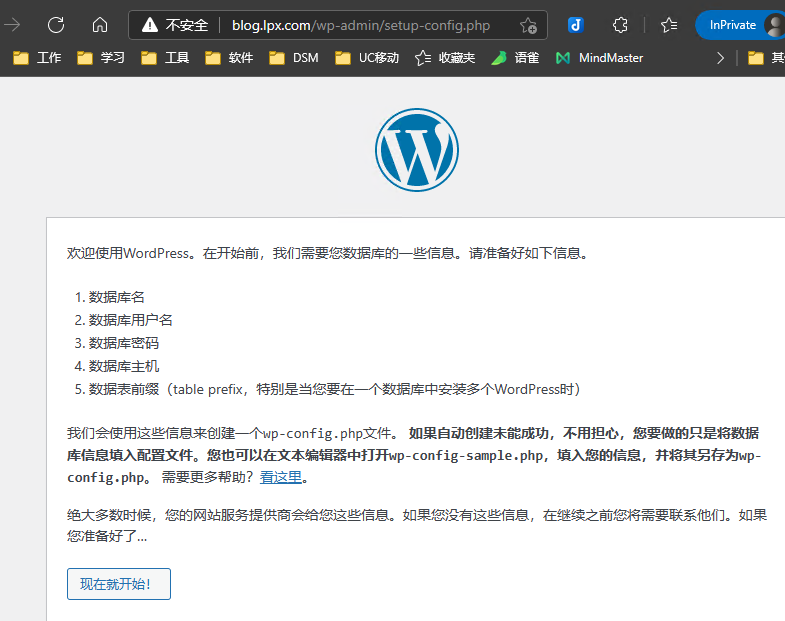 不安全 blog.lpx.com/wp-admin/setup-config.php InPrivate
工作 学习 工具 软件 DSM UC移动 收藏夹 语雀 MindMaster
欢迎使用WordPress。在开始前，我们需要您数据库的一些信息。请准备好如下信息。
1. 数据库名
2. 数据库用户名
3. 数据库密码
4. 数据库主机
5. 数据表前缀（table prefix，特别是当您要在一个数据库中安装多个WordPress时）
我们会使用这些信息来创建一个wp-config.php文件。 如果自动创建未能成功，不用担心，您要做的只是将数据
库信息填入配置文件。您也可以在文本编辑器中打开wp-config-sample.php，填入您的信息，并将其另存为wp-
config.php。 需要更多帮助？看这里。
绝大多数时候，您的网站服务提供商会给您这些信息。如果您没有这些信息，在继续之前您将需要联系他们。如果
您准备好了…
现在就开始！